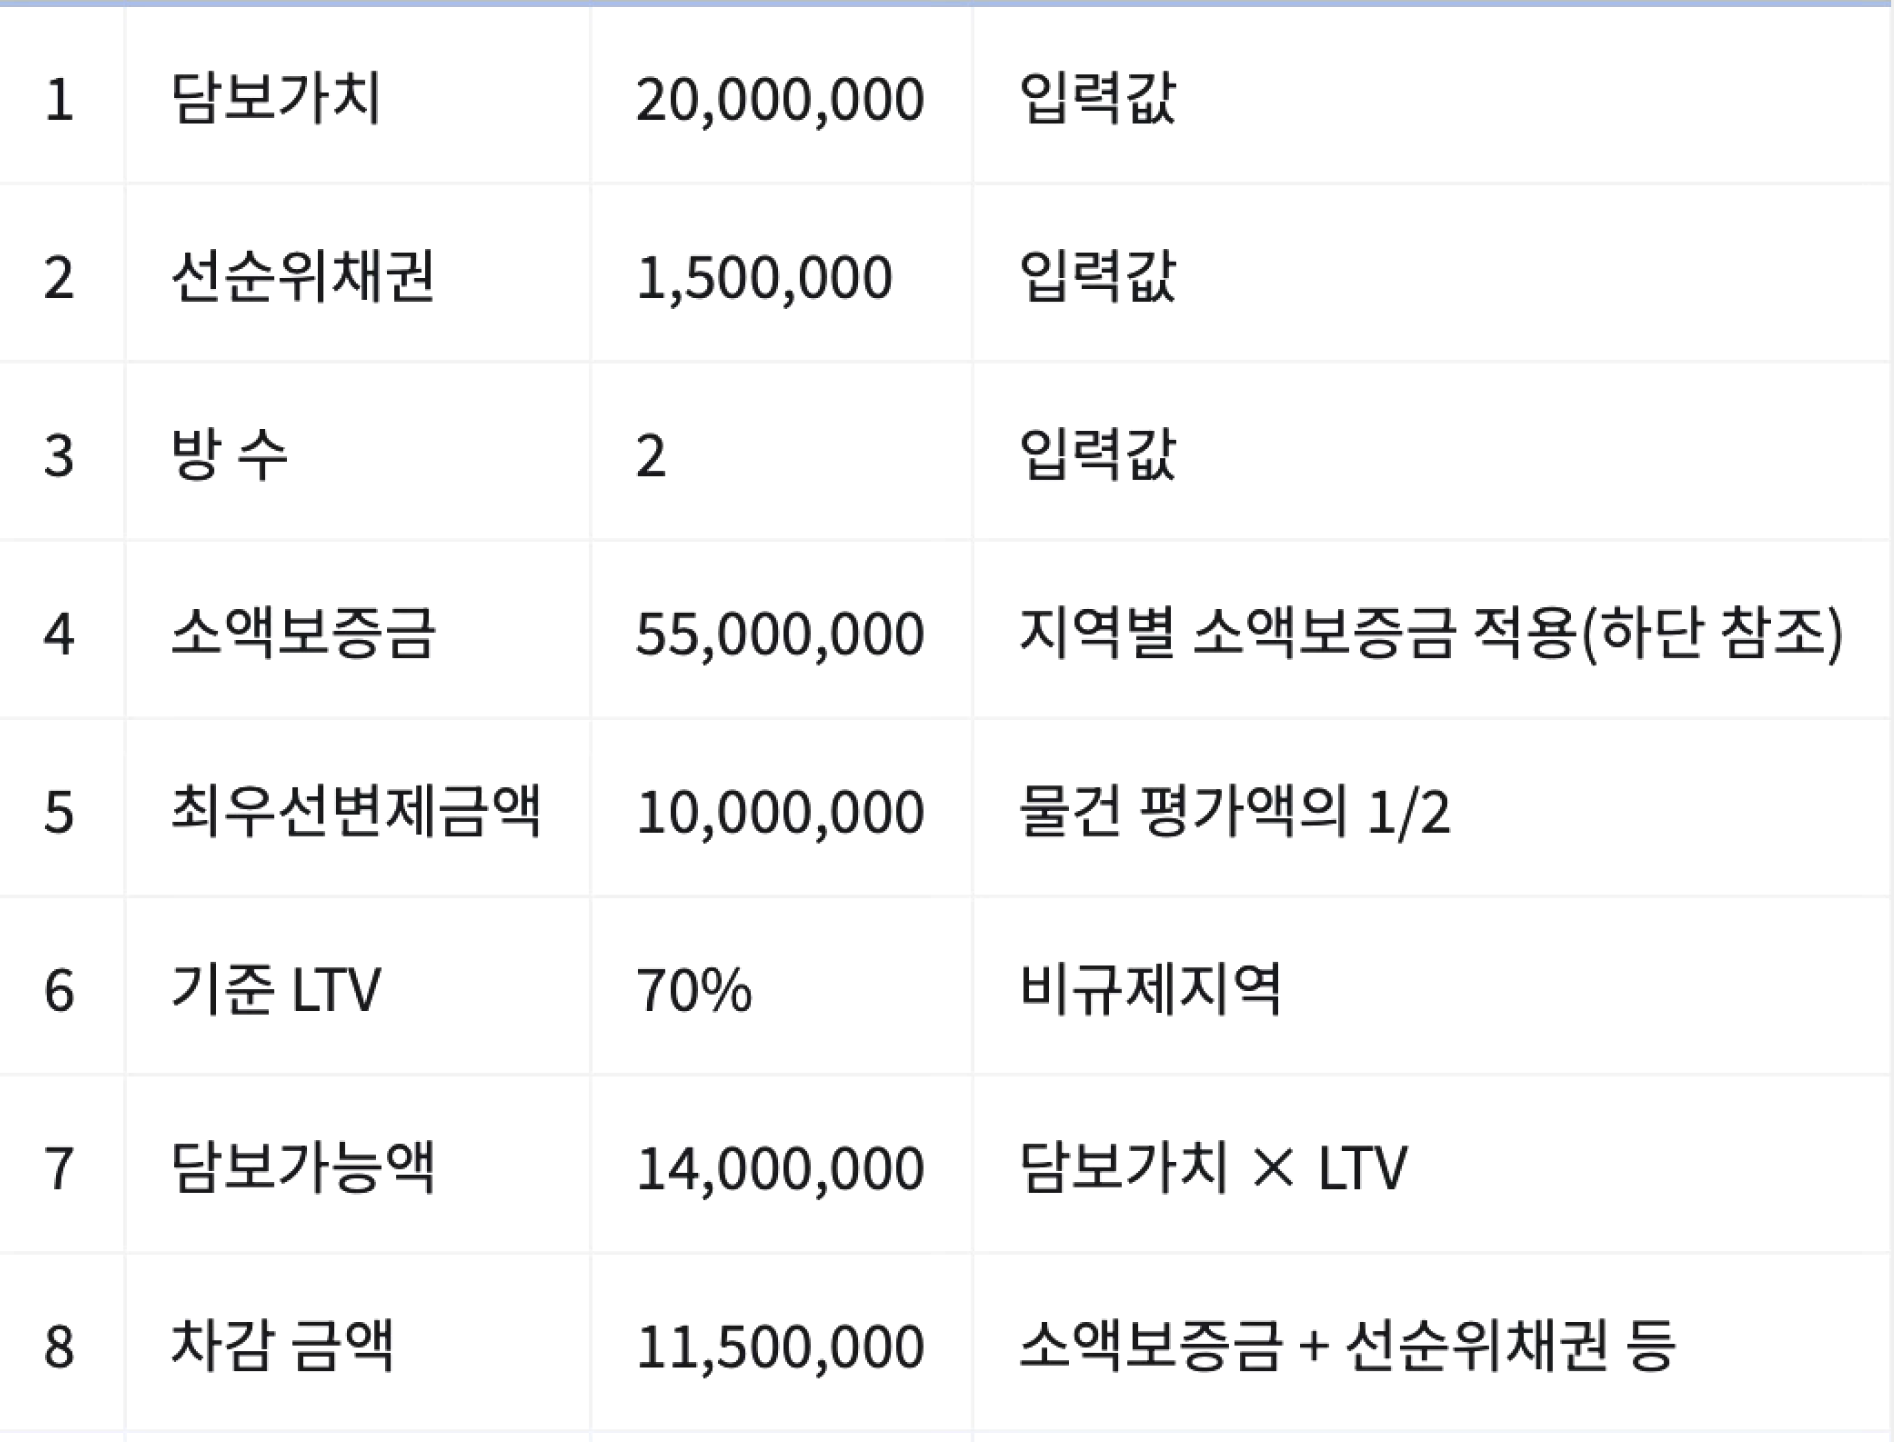 1 담보가치 20,000,000 입력값
2 선순위채권 1,500,000 입력값
3 방 수 2 입력값
4 소액보증금 55,000,000 지역별 소액보증금 적용(하단 참조)
5 최우선변제금액 10,000,000 물건 평가액의 1/2
6 기준 LTV 70% 비규제지역
7 담보가능액 14,000,000 담보가치 × LTV
8 차감 금액 11,500,000 소액보증금 + 선순위채권 등